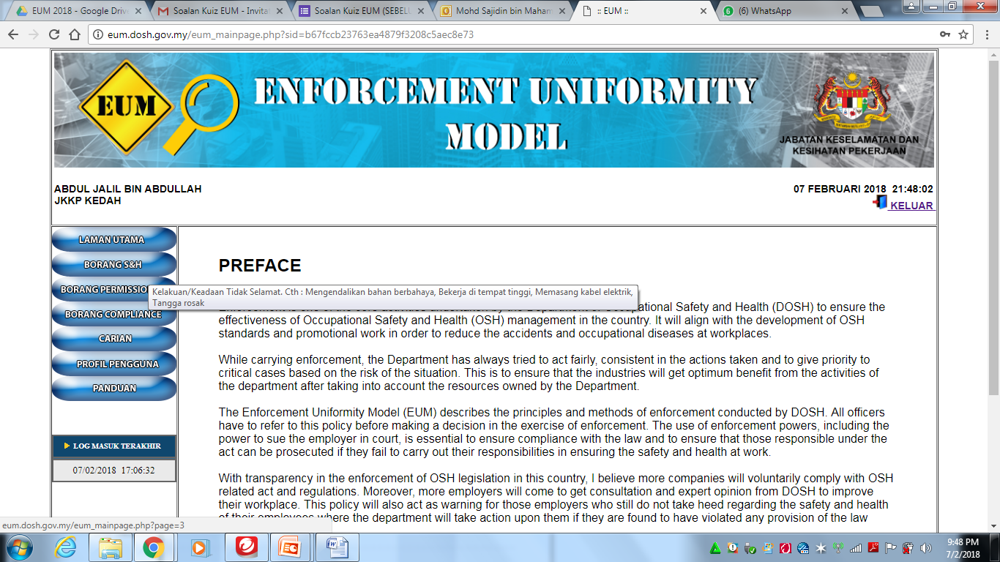 EUM 2018 - Google Drive
Soalan Kuiz EUM - Invitat
Soalan Kuiz EUM (SEBELL
Mohd Sajidin bin Maham
:: EUM ::
(6) WhatsApp
eum.dosh.gov.my/eum_mainpage.php?sid=b67fccb23763ea4879f3208c5aec8e73
EUM
ENFORCEMENT UNIFORMITY
MODEL
JABATAN KESELAMATAN DAN
KESIHATAN PEKERJAAN
ABDUL JALIL BIN ABDULLAH
JKKP KEDAH
07 FEBRUARI 2018 21:48:02
KELUAR
LAMAN UTAMA
BORANG S&H
BORANG PERMISSIO
BORANG COMPLIANCE
CARIAN
PROFIL PENGGUNA
PANDUAN
LOG MASUK TERAKHIR
07/02/2018 17:06:32
PREFACE
Kelakuan/Keadaan Tidak Selamat. Cth : Mengendalikan bahan berbahaya, Bekerja di tempat tinggi, Memasang kabel elektrik,
Tangga rosak
Enforcement is one of the core activities undertaken by the Department of Occupational Safety and Health (DOSH) to ensure the
effectiveness of Occupational Safety and Health (OSH) management in the country. It will align with the development of OSH
standards and promotional work in order to reduce the accidents and occupational diseases at workplaces.
While carrying enforcement, the Department has always tried to act fairly, consistent in the actions taken and to give priority to
critical cases based on the risk of the situation. This is to ensure that the industries will get optimum benefit from the activities of
the department after taking into account the resources owned by the Department.
The Enforcement Uniformity Model (EUM) describes the principles and methods of enforcement conducted by DOSH. All officers
have to refer to this policy before making a decision in the exercise of enforcement. The use of enforcement powers, including the
power to sue the employer in court, is essential to ensure compliance with the law and to ensure that those responsible under the
act can be prosecuted if they fail to carry out their responsibilities in ensuring the safety and health at work.
With transparency in the enforcement of OSH legislation in this country, I believe more companies will voluntarily comply with OSH
related act and regulations. Moreover, more employers will come to get consultation and expert opinion from DOSH to improve
their workplace. This policy will also act as warning for those employers who still do not take heed regarding the safety and health
of their employees where the department will take action upon them if they are found to have violated any provision of the law
eum.dosh.gov.my/eum_mainpage.php?page=3
9:48 PM
7/2/2018